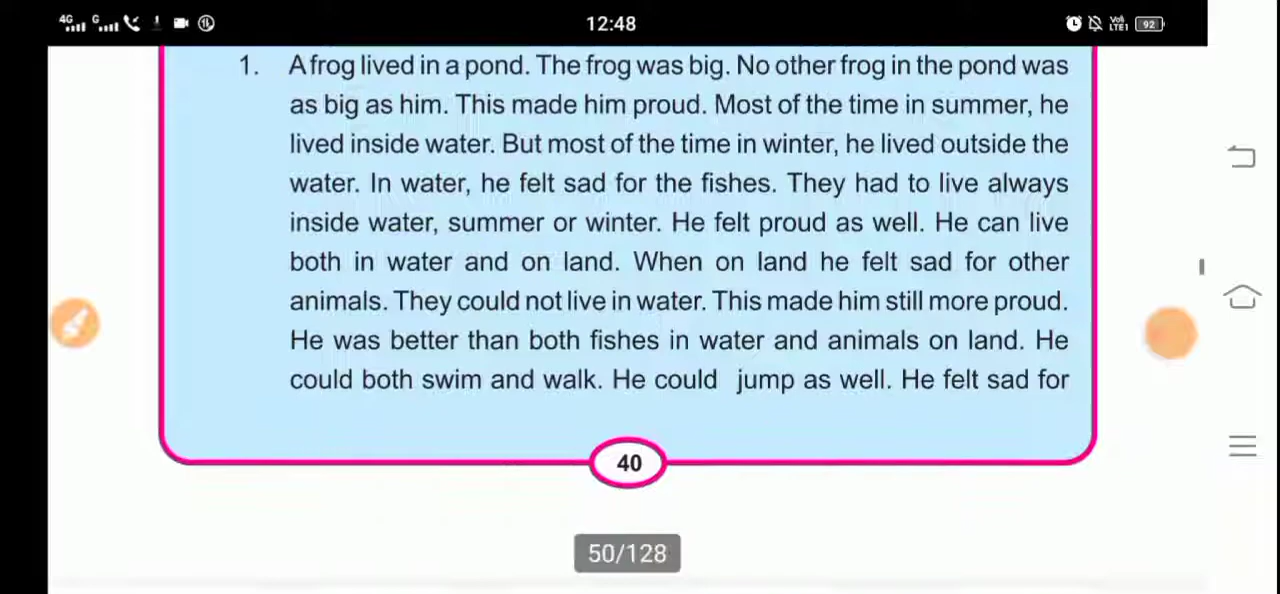 4G G 12:48 VoI LTE1 92
1. A frog lived in a pond. The frog was big. No other frog in the pond was
as big as him. This made him proud. Most of the time in summer, he
lived inside water. But most of the time in winter, he lived outside the
water. In water, he felt sad for the fishes. They had to live always
inside water, summer or winter. He felt proud as well. He can live
both in water and on land. When on land he felt sad for other
animals. They could not live in water. This made him still more proud.
He was better than both fishes in water and animals on land. He
could both swim and walk. He could jump as well. He felt sad for
40
50/128